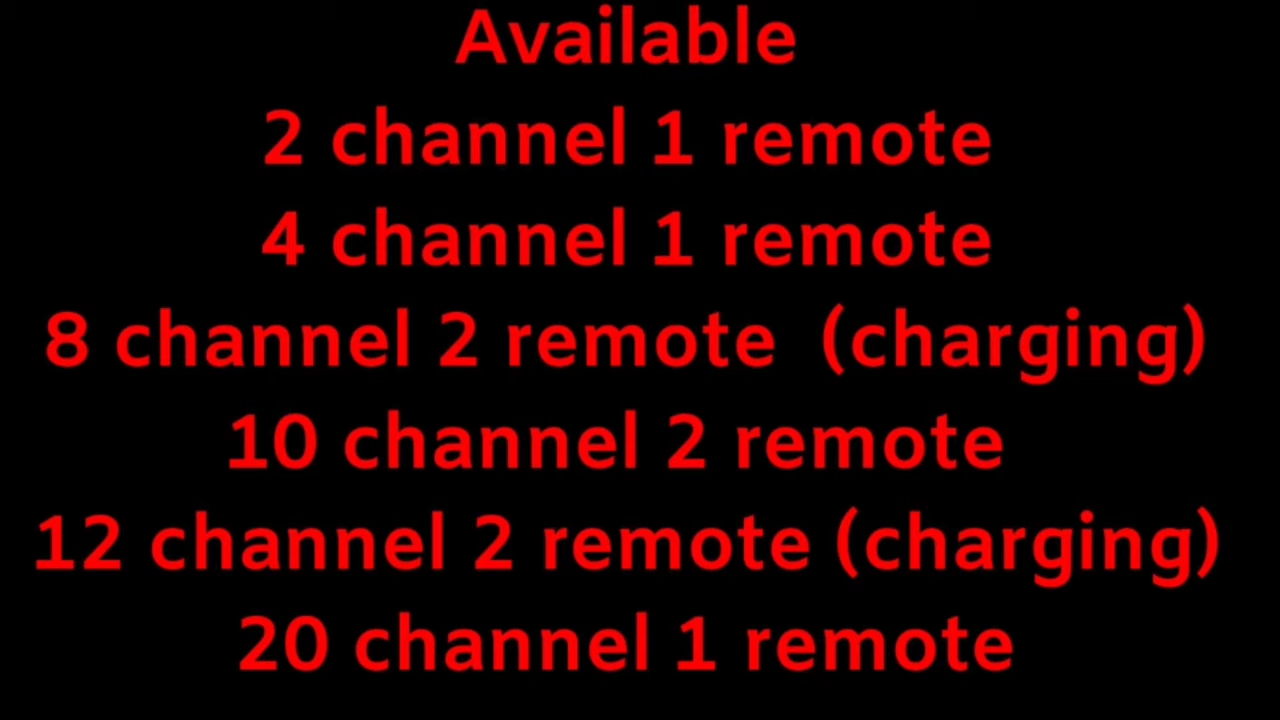 Available
2 channel 1 remote
4 channel 1 remote
8 channel 2 remote (charging)
10 channel 2 remote
12 channel 2 remote (charging)
20 channel 1 remote